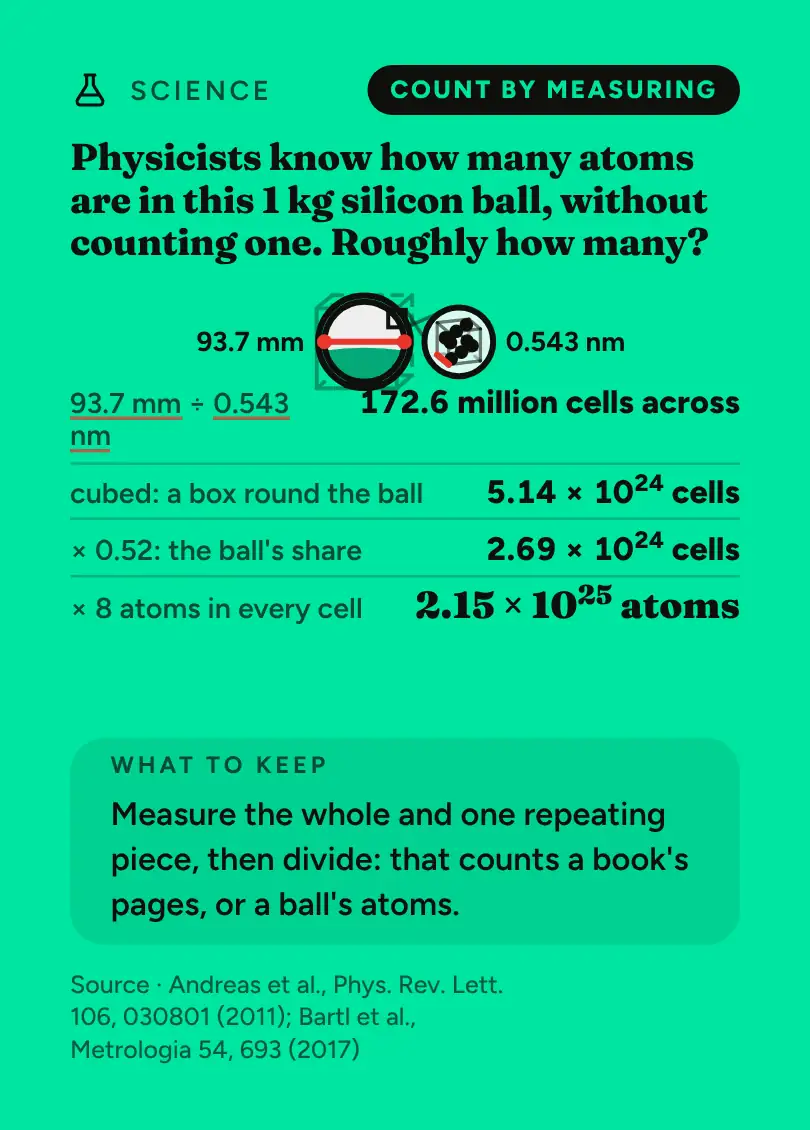 SCIENCE
COUNT BY MEASURING
Physicists know how many atoms
are in this 1 kg silicon ball, without
counting one. Roughly how many?
93.7 mm
0.543 nm
93.7 mm ÷ 0.543
nm
172.6 million cells across
cubed: a box round the ball
5.14 × 10²⁴ cells
× 0.52: the ball's share
2.69 × 10²⁴ cells
× 8 atoms in every cell
2.15 × 10²⁵ atoms
WHAT TO KEEP
Measure the whole and one repeating
piece, then divide: that counts a book's
pages, or a ball's atoms.
Source · Andreas et al., Phys. Rev. Lett.
106, 030801 (2011); Bartl et al.,
Metrologia 54, 693 (2017)